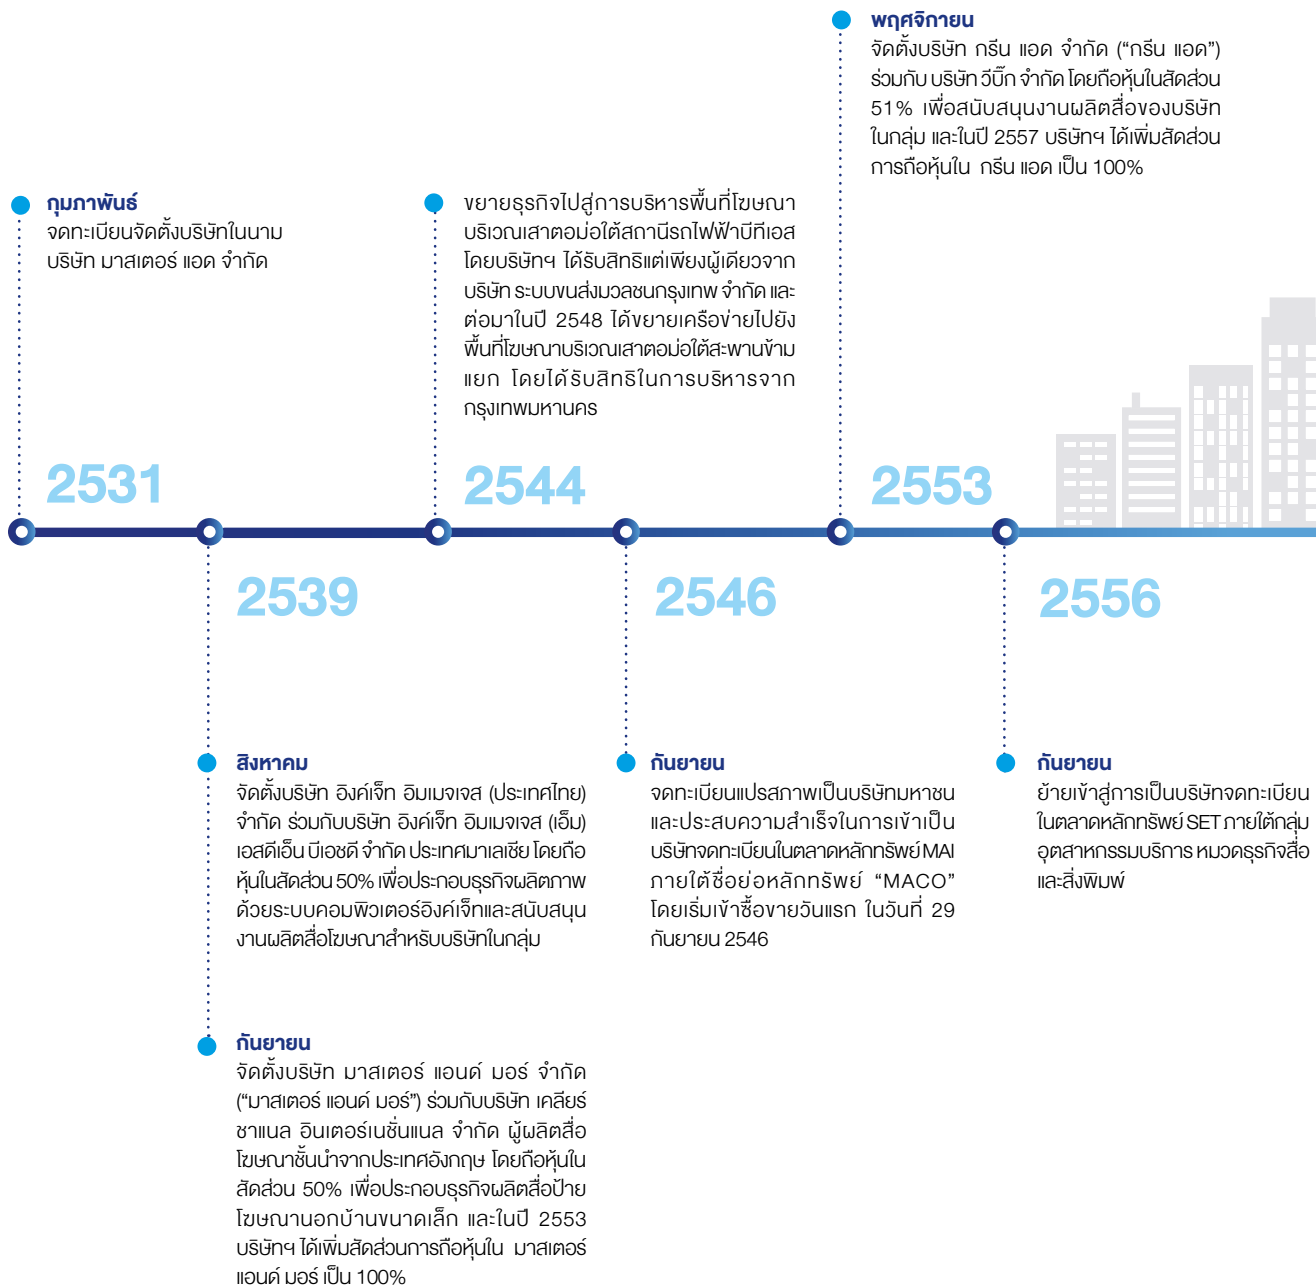 พฤศจิกายน
จัดตั้งบริษัท กรีน แอด จำกัด (“กรีน แอด”)
ร่วมกับ บริษัท วีบิ๊ก จำกัด โดยถือหุ้นในสัดส่วน
51% เพื่อสนับสนุนงานผลิตสื่อของบริษัท
ในกลุ่ม และในปี 2557 บริษัทฯ ได้เพิ่มสัดส่วน
การถือหุ้นใน กรีน แอด เป็น 100%
กุมภาพันธ์
จดทะเบียนจัดตั้งบริษัทในนาม
บริษัท มาสเตอร์ แอด จำกัด
ขยายธุรกิจไปสู่การบริหารพื้นที่โฆษณา
บริเวณเสาตอม่อใต้สถานีรถไฟฟ้าบีทีเอส
โดยบริษัทฯ ได้รับสิทธิแต่เพียงผู้เดียวจาก
บริษัท ระบบขนส่งมวลชนกรุงเทพ จำกัด และ
ต่อมาในปี 2548 ได้ขยายเครือข่ายไปยัง
พื้นที่โฆษณาบริเวณเสาตอม่อใต้สะพานข้าม
แยก โดยได้รับสิทธิในการบริหารจาก
กรุงเทพมหานคร
2531
2544
2553
2539
2546
2556
สิงหาคม
จัดตั้งบริษัท อิงค์เจ็ท อิมเมจเจส (ประเทศไทย)
จำกัด ร่วมกับบริษัท อิงค์เจ็ท อิมเมจเจส (เอ็ม)
เอสดีเอ็น บีเอชดี จำกัด ประเทศมาเลเซีย โดยถือ
หุ้นในสัดส่วน 50% เพื่อประกอบธุรกิจผลิตภาพ
ด้วยระบบคอมพิวเตอร์อิงค์เจ็ทและสนับสนุน
งานผลิตสื่อโฆษณาสำหรับบริษัทในกลุ่ม
กันยายน
จดทะเบียนแปรสภาพเป็นบริษัทมหาชน
และประสบความสำเร็จในการเข้าเป็น
บริษัทจดทะเบียนในตลาดหลักทรัพย์ MAI
ภายใต้ชื่อย่อหลักทรัพย์ “MACO”
โดยเริ่มเข้าซื้อขายวันแรก ในวันที่ 29
กันยายน 2546
กันยายน
ย้ายเข้าสู่การเป็นบริษัทจดทะเบียน
ในตลาดหลักทรัพย์ SET ภายใต้กลุ่ม
อุตสาหกรรมบริการ หมวดธุรกิจสื่อ
และสิ่งพิมพ์
กันยายน
จัดตั้งบริษัท มาสเตอร์ แอนด์ มอร์ จำกัด
(“มาสเตอร์ แอนด์ มอร์”) ร่วมกับบริษัท เคลียร์
ชาแนล อินเตอร์เนชั่นแนล จำกัด ผู้ผลิตสื่อ
โฆษณาชั้นนำจากประเทศอังกฤษ โดยถือหุ้นใน
สัดส่วน 50% เพื่อประกอบธุรกิจผลิตสื่อป้าย
โฆษณานอกบ้านขนาดเล็ก และในปี 2553
บริษัทฯ ได้เพิ่มสัดส่วนการถือหุ้นใน มาสเตอร์
แอนด์ มอร์ เป็น 100%